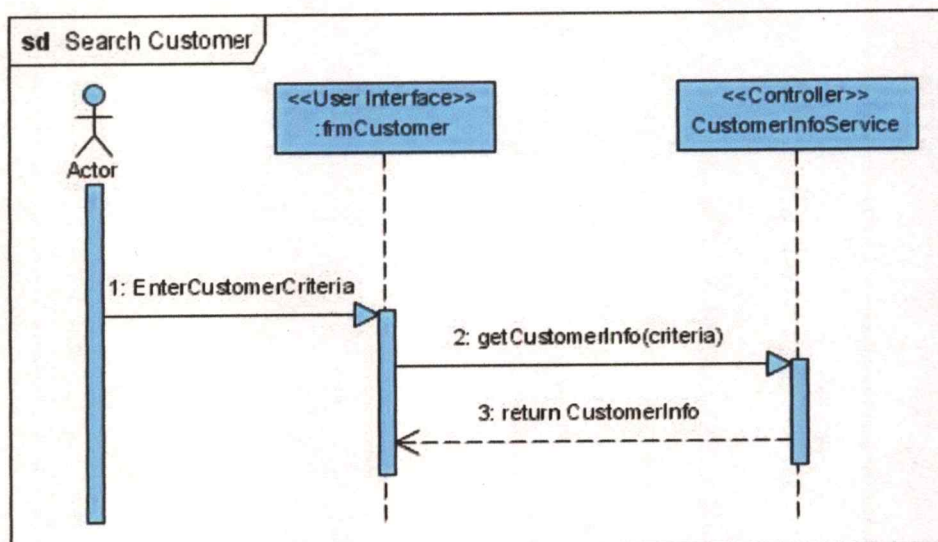 sd Search Customer
Actor
<<User Interface>>
:frmCustomer
<<Controller>>
CustomerInfoService
1: EnterCustomerCriteria
2: getCustomerInfo(criteria)
3: return CustomerInfo